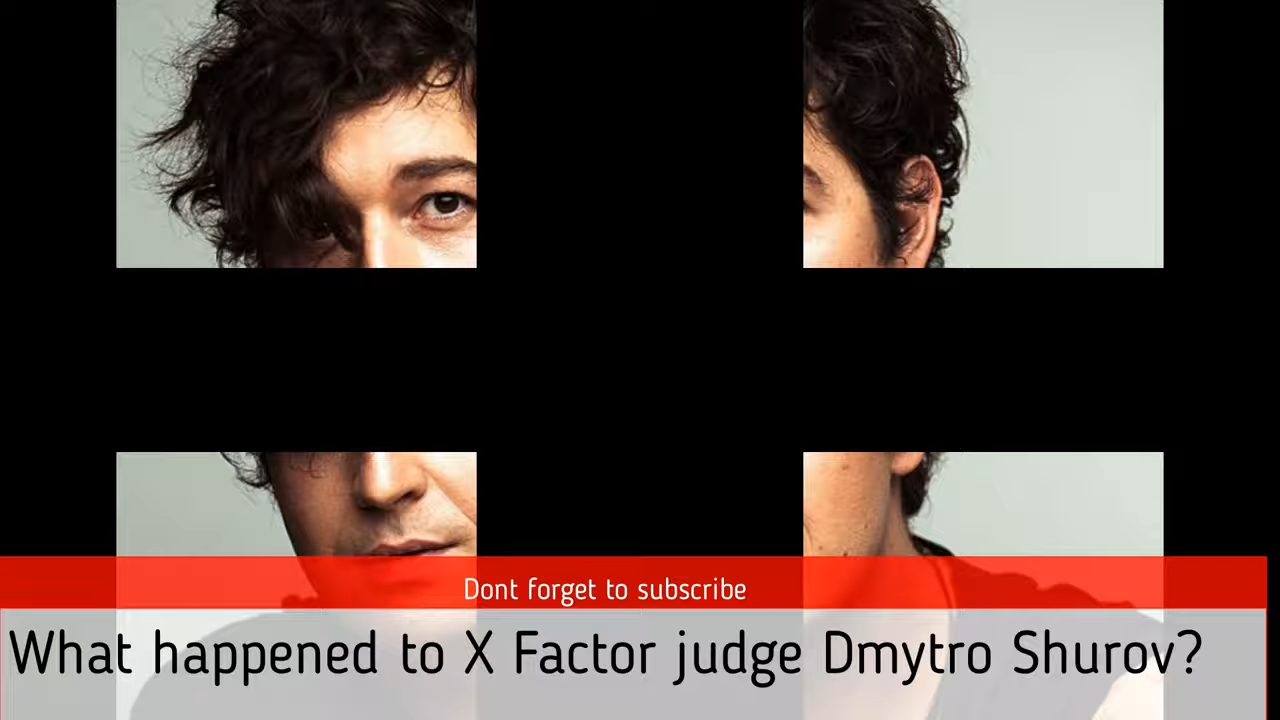 Dont forget to subscribe
What happened to X Factor judge Dmytro Shurov?